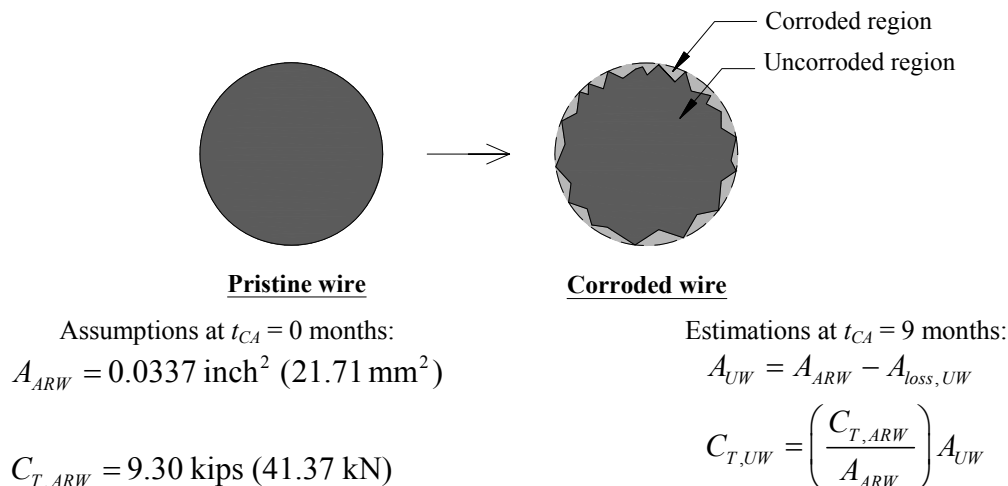 Corroded region
Uncorroded region
Pristine wire
Corroded wire
Assumptions at t_CA = 0 months:
A_ARW = 0.0337 inch² (21.71 mm²)
C_T,ARW = 9.30 kips (41.37 kN)
Estimations at t_CA = 9 months:
A_UW = A_ARW − A_loss,UW
C_T,UW = (C_T,ARW / A_ARW) A_UW